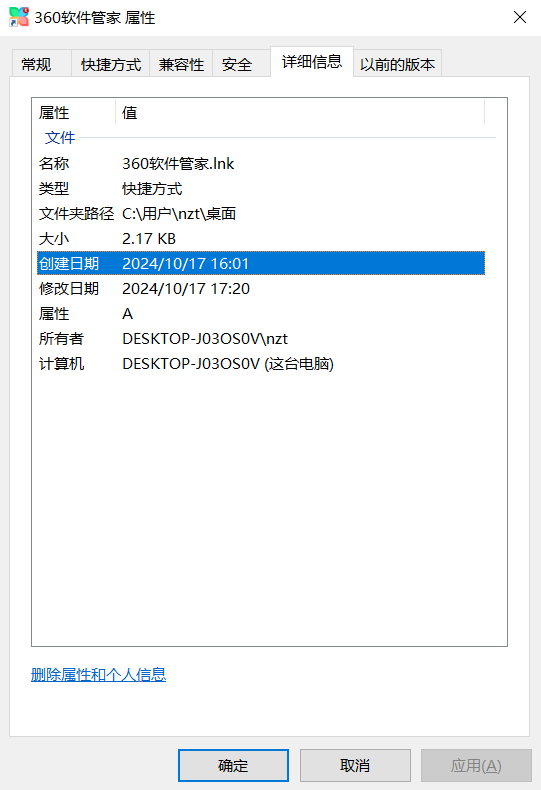 360软件管家 属性
常规 快捷方式 兼容性 安全 详细信息 以前的版本
属性 值
文件
名称 360软件管家.lnk
类型 快捷方式
文件夹路径 C:\用户\nzt\桌面
大小 2.17 KB
创建日期 2024/10/17 16:01
修改日期 2024/10/17 17:20
属性 A
所有者 DESKTOP-J03OS0V\nzt
计算机 DESKTOP-J03OS0V (这台电脑)
删除属性和个人信息
确定 取消 应用(A)